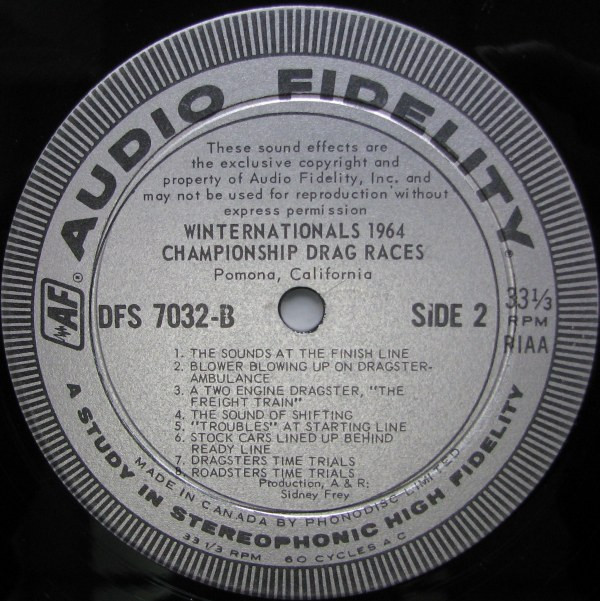 AUDIO FIDELITY®
These sound effects are
the exclusive copyright and
property of Audio Fidelity, Inc. and
may not be used for reproduction without
express permission
WINTERNATIONALS 1964
CHAMPIONSHIP DRAG RACES
Pomona, California
AF®
DFS 7032-B
SIDE 2
33 1/3
RPM
RIAA
1. THE SOUNDS AT THE FINISH LINE
2. BLOWER BLOWING UP ON DRAGSTER-
AMBULANCE
3. A TWO ENGINE DRAGSTER, "THE
FREIGHT TRAIN"
4. THE SOUND OF SHIFTING
5. "TROUBLES" AT STARTING LINE
6. STOCK CARS LINED UP BEHIND
READY LINE
7. DRAGSTERS TIME TRIALS
8. ROADSTERS TIME TRIALS
Production, A & R:
Sidney Frey
MADE IN CANADA BY PHONODISC LIMITED
A STUDY IN STEREOPHONIC HIGH FIDELITY
33 1/3 RPM 60 CYCLES A C